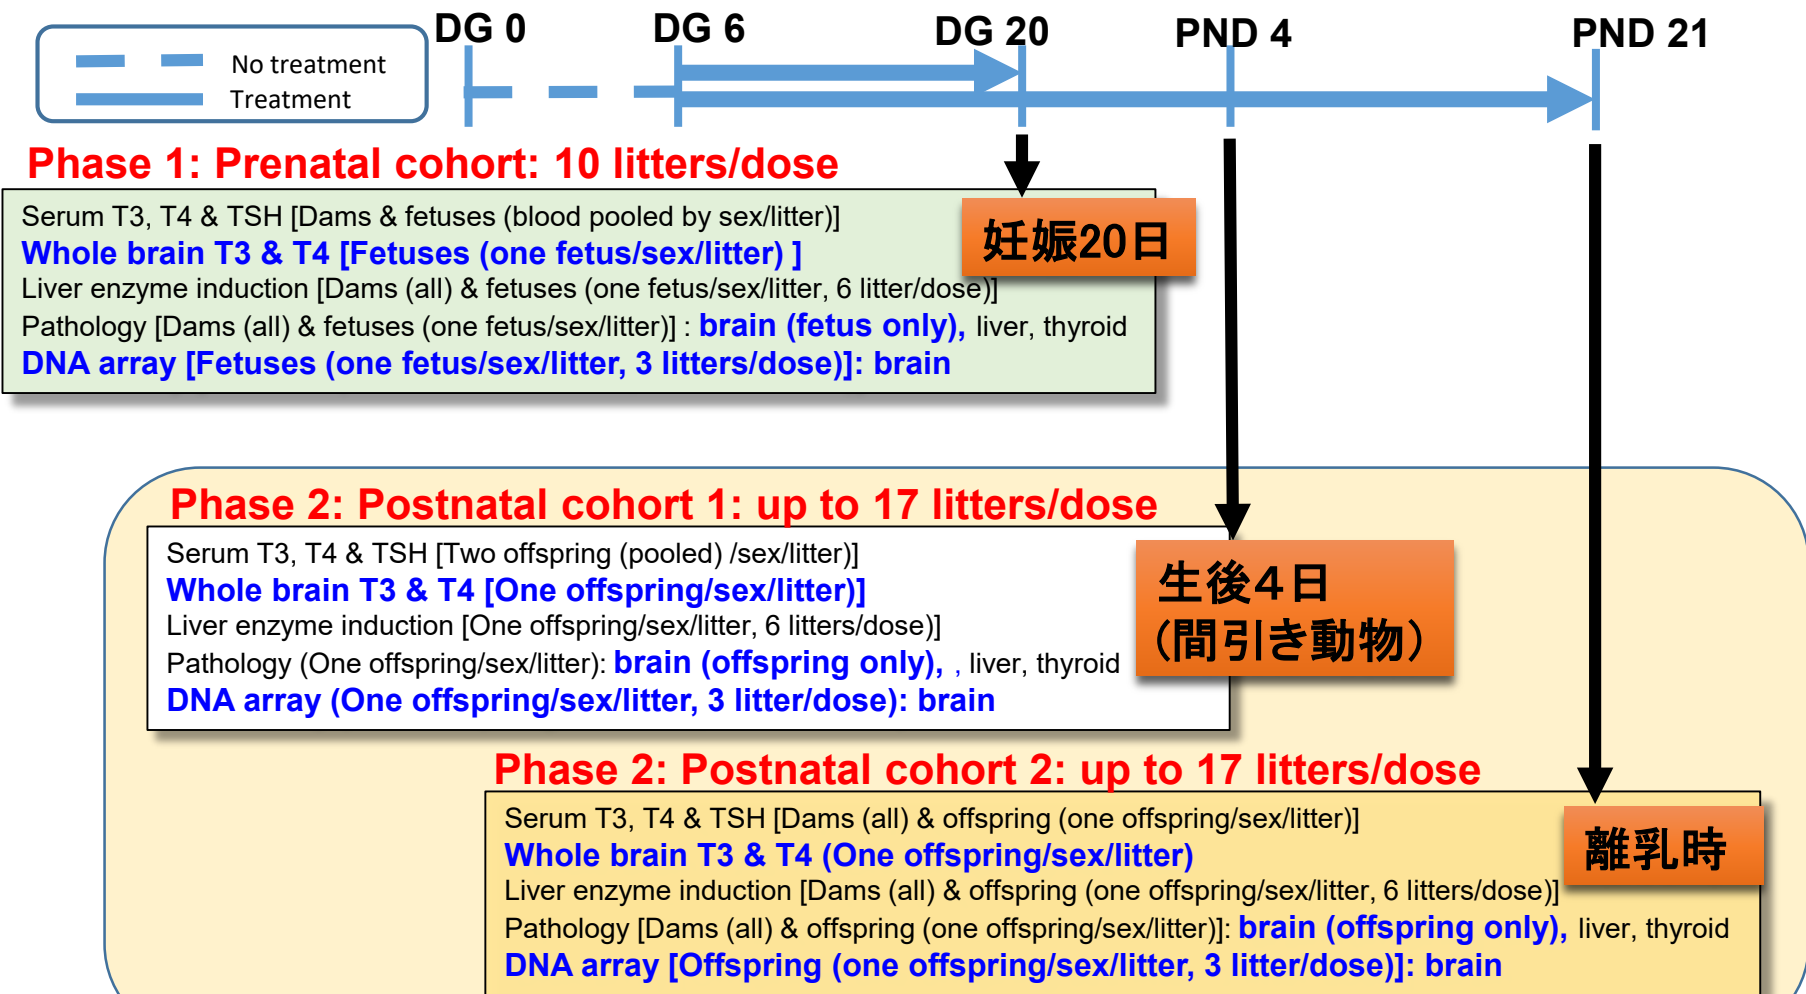 DG 0
DG 6
DG 20
PND 4
PND 21
No treatment
Treatment
Phase 1: Prenatal cohort: 10 litters/dose
Serum T3, T4 & TSH [Dams & fetuses (blood pooled by sex/litter)]
Whole brain T3 & T4 [Fetuses (one fetus/sex/litter) ]
Liver enzyme induction [Dams (all) & fetuses (one fetus/sex/litter, 6 litter/dose)]
Pathology [Dams (all) & fetuses (one fetus/sex/litter)] : brain (fetus only), liver, thyroid
DNA array [Fetuses (one fetus/sex/litter, 3 litters/dose)]: brain
妊娠20日
Phase 2: Postnatal cohort 1: up to 17 litters/dose
Serum T3, T4 & TSH [Two offspring (pooled) /sex/litter)]
Whole brain T3 & T4 [One offspring/sex/litter)]
Liver enzyme induction [One offspring/sex/litter, 6 litters/dose)]
Pathology (One offspring/sex/litter): brain (offspring only), , liver, thyroid
DNA array (One offspring/sex/litter, 3 litter/dose): brain
生後4日
(間引き動物)
Phase 2: Postnatal cohort 2: up to 17 litters/dose
Serum T3, T4 & TSH [Dams (all) & offspring (one offspring/sex/litter)]
Whole brain T3 & T4 (One offspring/sex/litter)
Liver enzyme induction [Dams (all) & offspring (one offspring/sex/litter, 6 litters/dose)]
Pathology [Dams (all) & offspring (one offspring/sex/litter)]: brain (offspring only), liver, thyroid
DNA array [Offspring (one offspring/sex/litter, 3 litter/dose)]: brain
離乳時